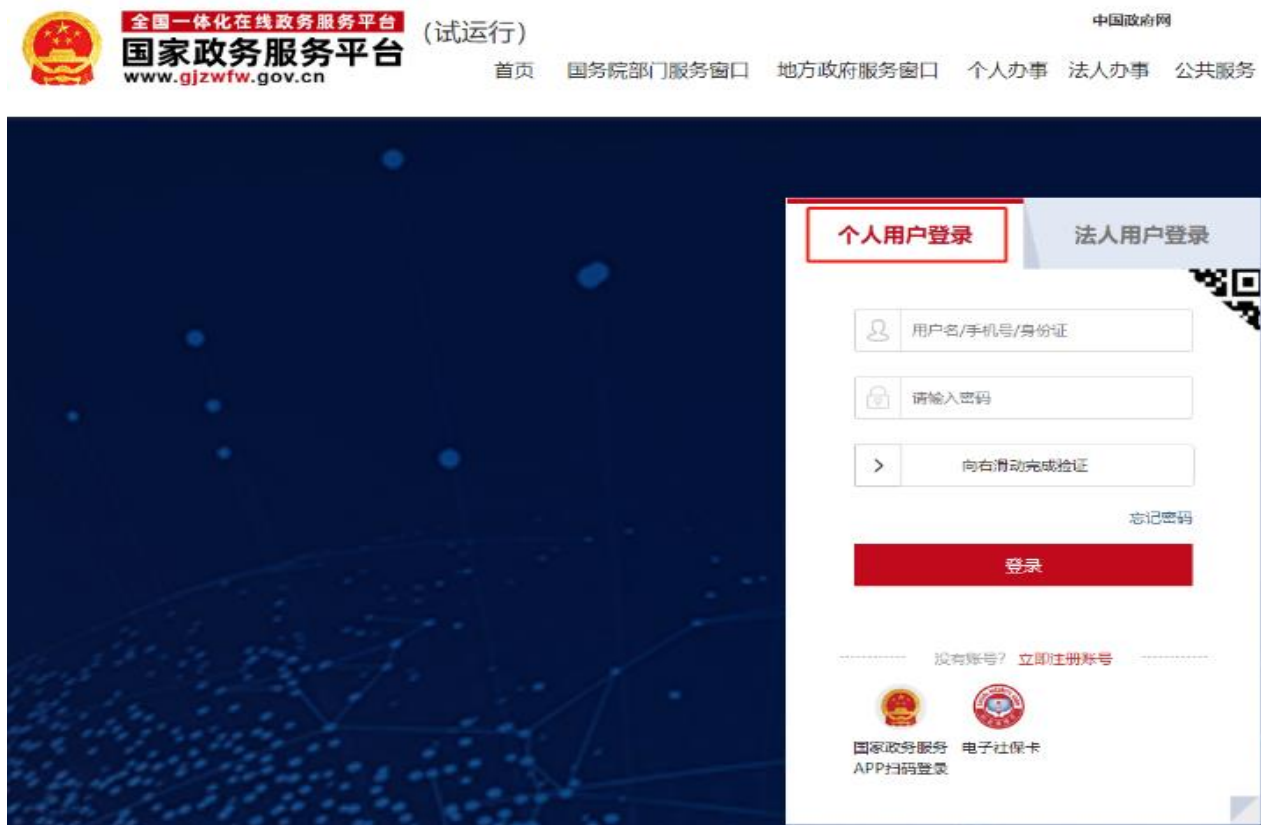 全国一体化在线政务服务平台
国家政务服务平台
www.gjzwfw.gov.cn
(试运行)
中国政府网
首页 国务院部门服务窗口 地方政府服务窗口 个人办事 法人办事 公共服务
个人用户登录 法人用户登录
用户名/手机号/身份证
请输入密码
> 向右滑动完成验证
忘记密码
登录
没有账号? 立即注册账号
国家政务服务
APP扫码登录
电子社保卡